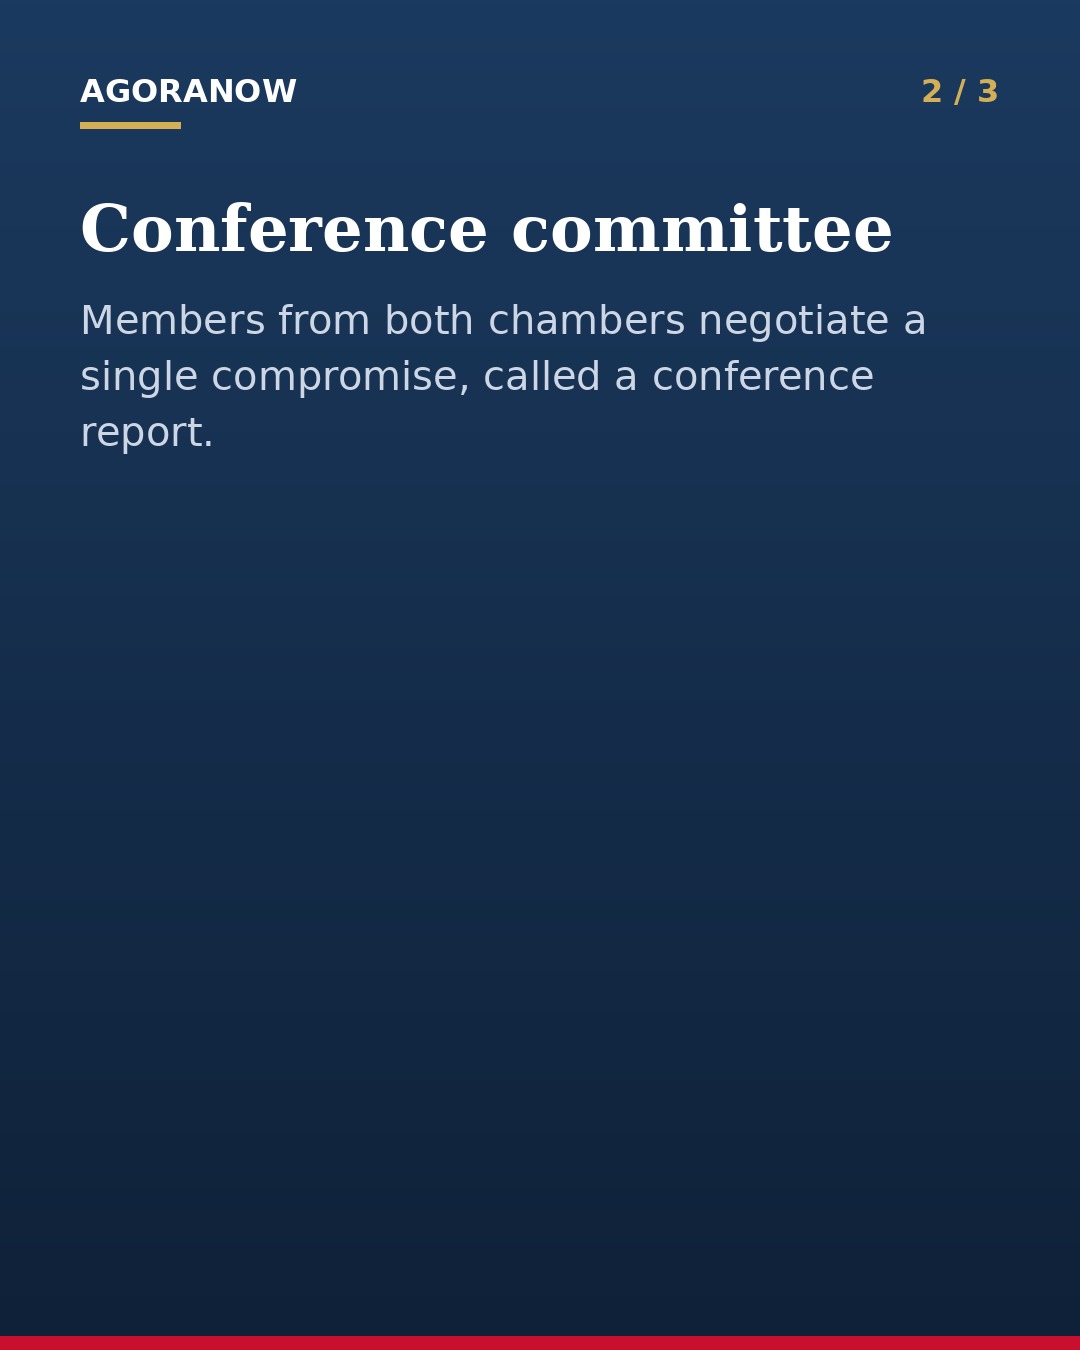 AGORANOW
2 / 3
Conference committee
Members from both chambers negotiate a
single compromise, called a conference
report.